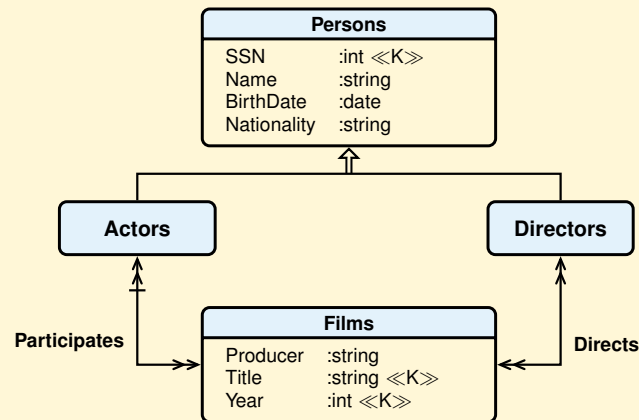 Persons
SSN :int ≪K≫
Name :string
BirthDate :date
Nationality :string
Actors
Directors
Participates
Directs
Films
Producer :string
Title :string ≪K≫
Year :int ≪K≫